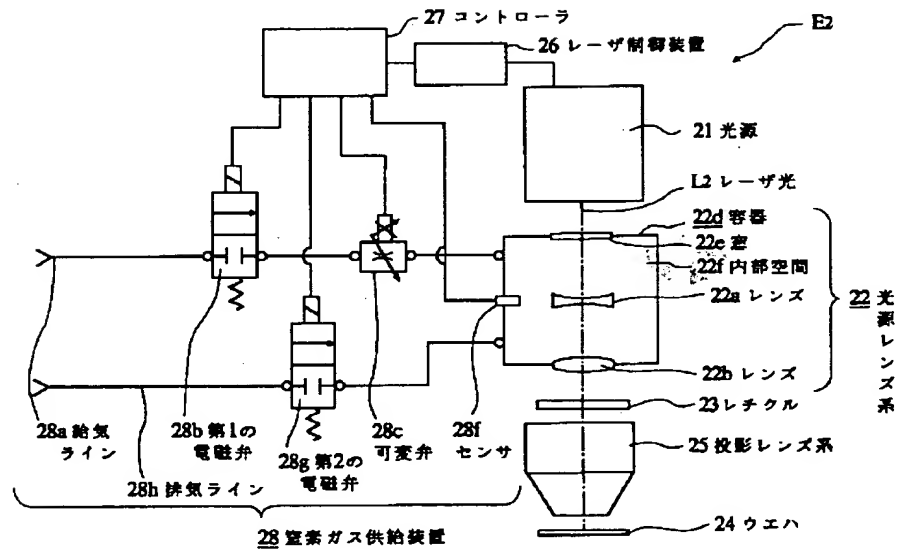 27 コントローラ
E2
26 レーザ制御装置
21 光源
L2 レーザ光
22d 容器
22e 窓
22f 内部空間
22a レンズ
22 光源レンズ系
22b レンズ
23 レチクル
25 投影レンズ系
24 ウエハ
28a 給気
ライン
28b 第1の
電磁弁
28g 第2の
電磁弁
28c
可変弁
28f
センサ
28h 排気ライン
28 窒素ガス供給装置